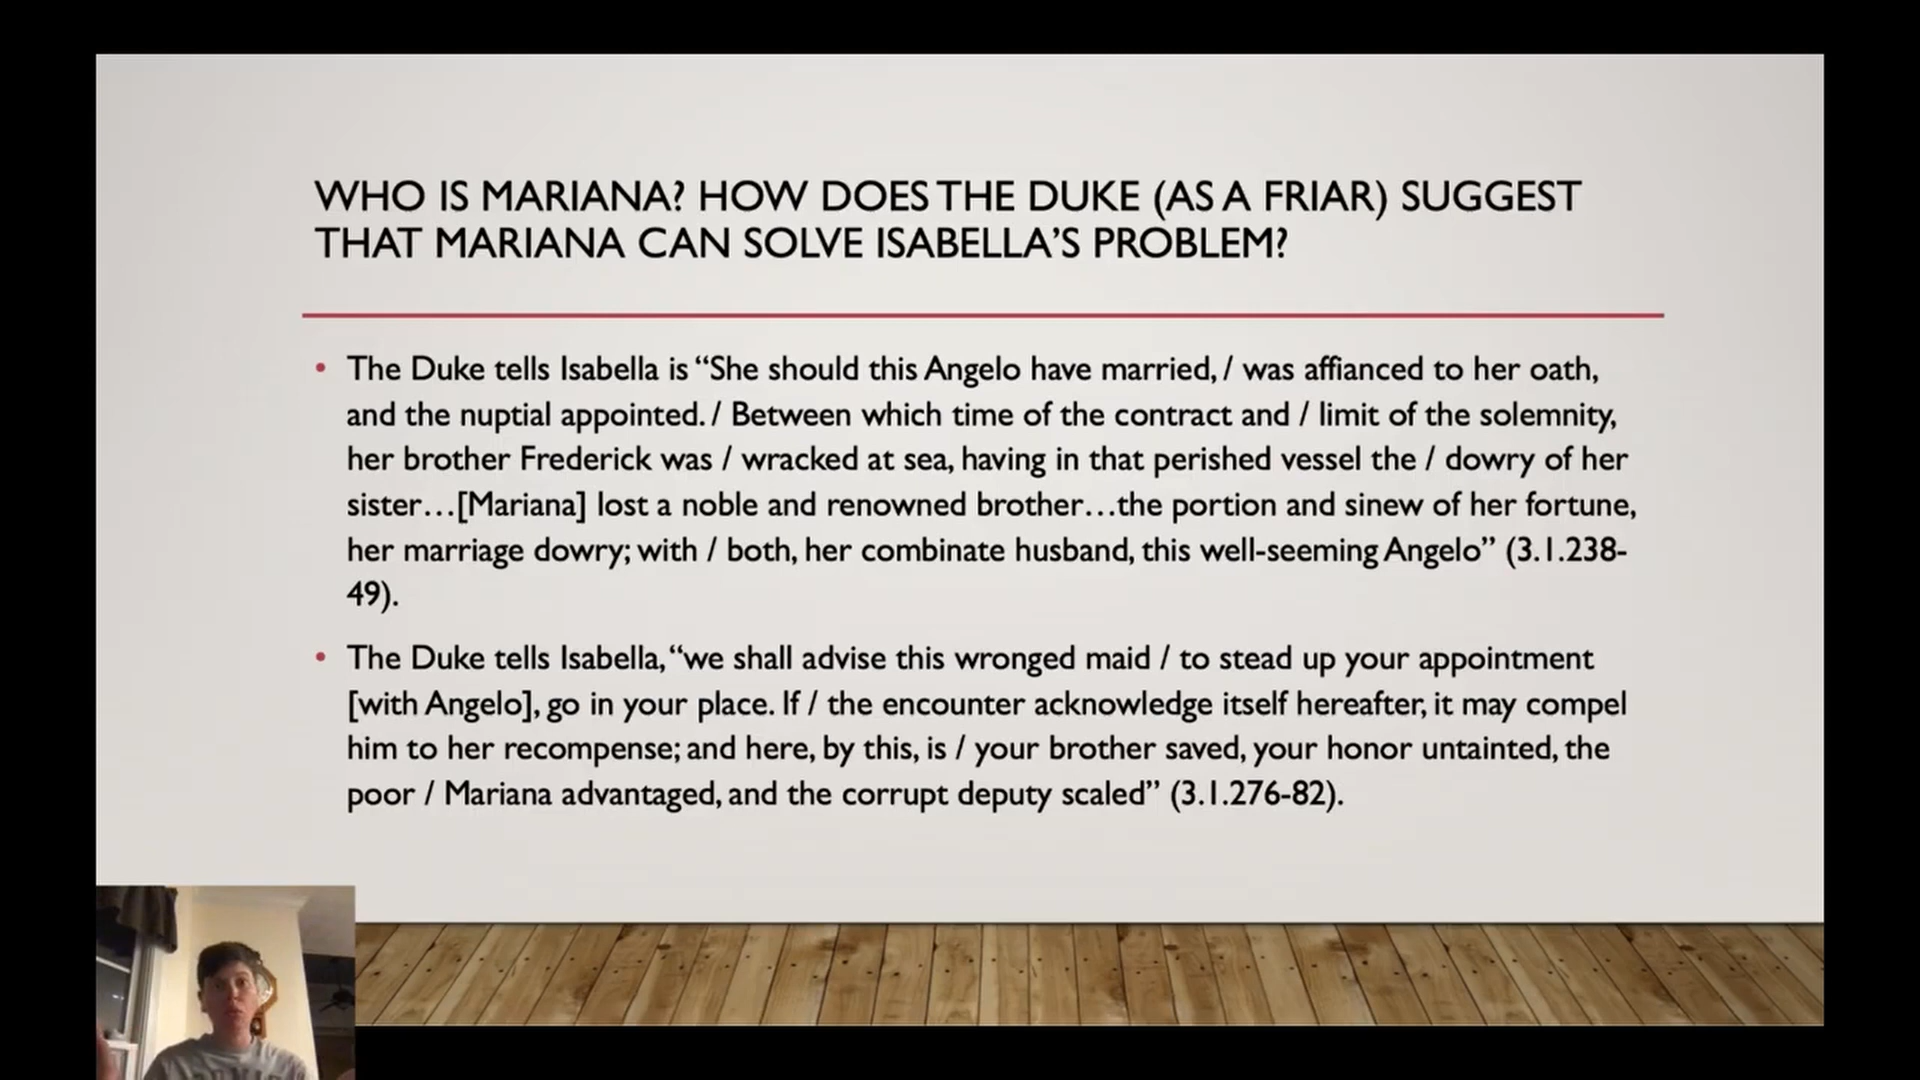 WHO IS MARIANA? HOW DOES THE DUKE (AS A FRIAR) SUGGEST
THAT MARIANA CAN SOLVE ISABELLA’S PROBLEM?
• The Duke tells Isabella is “She should this Angelo have married, / was affianced to her oath,
and the nuptial appointed. / Between which time of the contract and / limit of the solemnity,
her brother Frederick was / wracked at sea, having in that perished vessel the / dowry of her
sister…[Mariana] lost a noble and renowned brother…the portion and sinew of her fortune,
her marriage dowry; with / both, her combinate husband, this well-seeming Angelo” (3.1.238-
49).
• The Duke tells Isabella, “we shall advise this wronged maid / to stead up your appointment
[with Angelo], go in your place. If / the encounter acknowledge itself hereafter, it may compel
him to her recompense; and here, by this, is / your brother saved, your honor untainted, the
poor / Mariana advantaged, and the corrupt deputy scaled” (3.1.276-82).